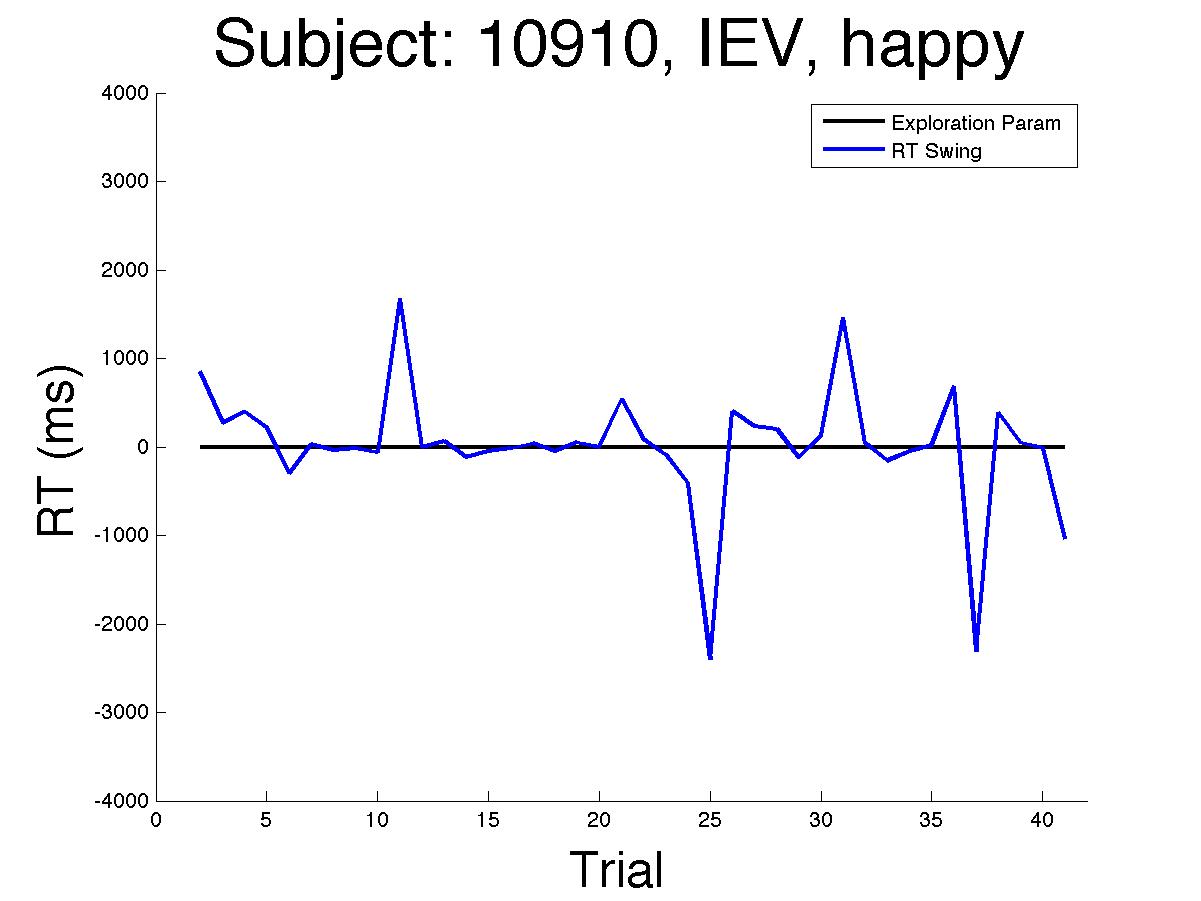 Subject: 10910, IEV, happy
Exploration Param
RT Swing
4000
3000
2000
1000
0
-1000
-2000
-3000
-4000
RT (ms)
0 5 10 15 20 25 30 35 40
Trial